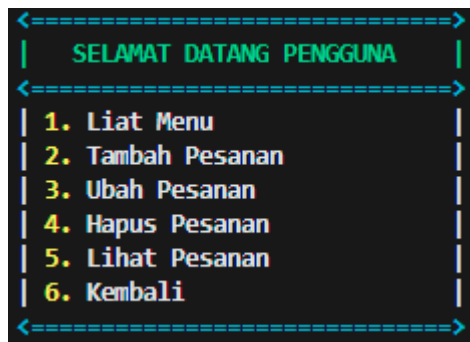 <==============================>
| SELAMAT DATANG PENGGUNA |
<==============================>
| 1. Liat Menu |
| 2. Tambah Pesanan |
| 3. Ubah Pesanan |
| 4. Hapus Pesanan |
| 5. Lihat Pesanan |
| 6. Kembali |
<==============================>